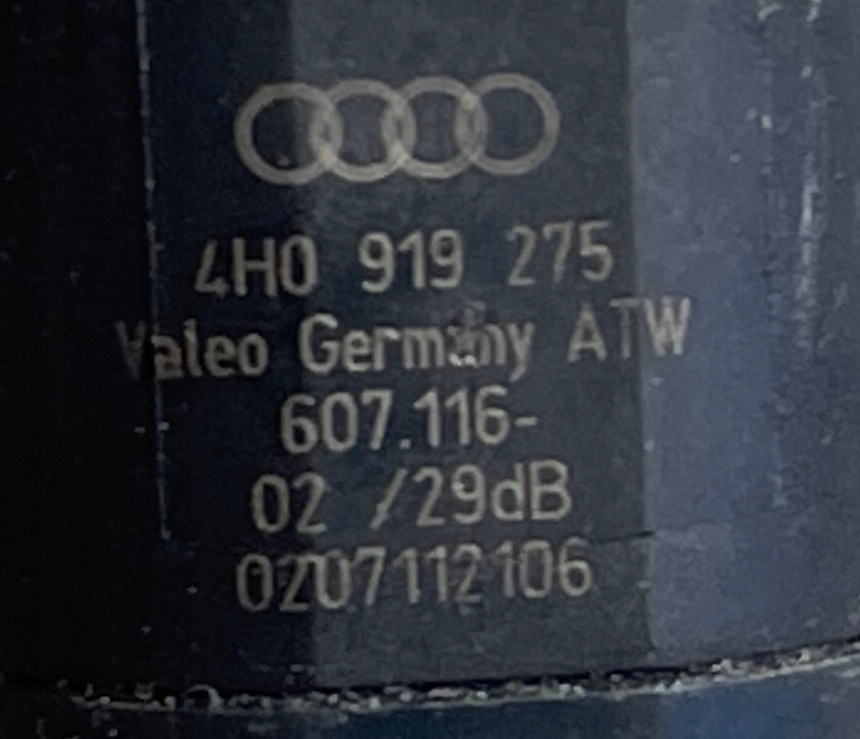 4H0 919 275
Valeo Germany ATW
607.116-
02 /29dB
0207112106